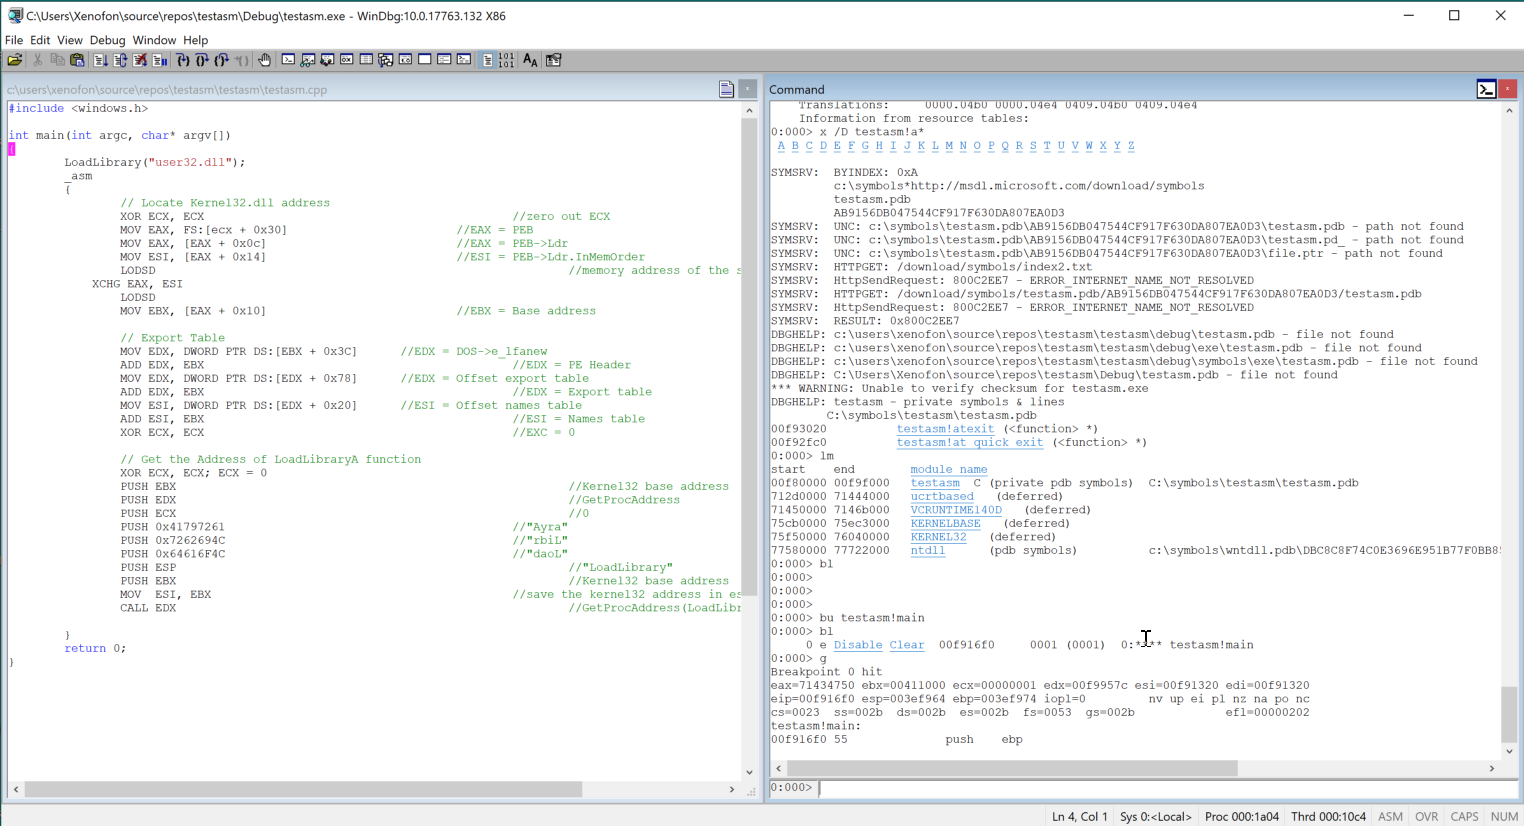 C:\Users\Xenofon\source\repos\testasm\Debug\testasm.exe - WinDbg:10.0.17763.132 X86
File Edit View Debug Window Help
c:\users\xenofon\source\repos\testasm\testasm\testasm.cpp
#include <windows.h>
int main(int argc, char* argv[])
{
LoadLibrary("user32.dll");
_asm
{
// Locate Kernel32.dll address
XOR ECX, ECX //zero out ECX
MOV EAX, FS:[ecx + 0x30] //EAX = PEB
MOV EAX, [EAX + 0x0c] //EAX = PEB->Ldr
MOV ESI, [EAX + 0x14] //ESI = PEB->Ldr.InMemOrder
LODSD //memory address of the s
XCHG EAX, ESI
LODSD
MOV EBX, [EAX + 0x10] //EBX = Base address
// Export Table
MOV EDX, DWORD PTR DS:[EBX + 0x3C] //EDX = DOS->e_lfanew
ADD EDX, EBX //EDX = PE Header
MOV EDX, DWORD PTR DS:[EDX + 0x78] //EDX = Offset export table
ADD EDX, EBX //EDX = Export table
MOV ESI, DWORD PTR DS:[EDX + 0x20] //ESI = Offset names table
ADD ESI, EBX //ESI = Names table
XOR ECX, ECX //EXC = 0
// Get the Address of LoadLibraryA function
XOR ECX, ECX; ECX = 0
PUSH EBX //Kernel32 base address
PUSH EDX //GetProcAddress
PUSH ECX //0
PUSH 0x41797261 //"Ayra"
PUSH 0x7262694C //"rbiL"
PUSH 0x64616F4C //"daoL"
PUSH ESP //"LoadLibrary"
PUSH EBX //Kernel32 base address
MOV ESI, EBX //save the kernel32 address in es
CALL EDX //GetProcAddress(LoadLibr
}
return 0;
}
Command
Translations: 0000.04b0 0000.04e4 0409.04b0 0409.04e4
Information from resource tables:
0:000> x /D testasm!a*
A B C D E F G H I J K L M N O P Q R S T U V W X Y Z
SYMSRV: BYINDEX: 0xA
c:\symbols*http://msdl.microsoft.com/download/symbols
testasm.pdb
AB9156DB047544CF917F630DA807EA0D3
SYMSRV: UNC: c:\symbols\testasm.pdb\AB9156DB047544CF917F630DA807EA0D3\testasm.pdb - path not found
SYMSRV: UNC: c:\symbols\testasm.pdb\AB9156DB047544CF917F630DA807EA0D3\testasm.pd_ - path not found
SYMSRV: UNC: c:\symbols\testasm.pdb\AB9156DB047544CF917F630DA807EA0D3\file.ptr - path not found
SYMSRV: HTTPGET: /download/symbols/index2.txt
SYMSRV: HttpSendRequest: 800C2EE7 - ERROR_INTERNET_NAME_NOT_RESOLVED
SYMSRV: HTTPGET: /download/symbols/testasm.pdb/AB9156DB047544CF917F630DA807EA0D3/testasm.pdb
SYMSRV: HttpSendRequest: 800C2EE7 - ERROR_INTERNET_NAME_NOT_RESOLVED
SYMSRV: RESULT: 0x800C2EE7
DBGHELP: c:\users\xenofon\source\repos\testasm\testasm\debug\testasm.pdb - file not found
DBGHELP: c:\users\xenofon\source\repos\testasm\testasm\debug\exe\testasm.pdb - file not found
DBGHELP: c:\users\xenofon\source\repos\testasm\testasm\debug\symbols\exe\testasm.pdb - file not found
DBGHELP: C:\Users\Xenofon\source\repos\testasm\Debug\testasm.pdb - file not found
*** WARNING: Unable to verify checksum for testasm.exe
DBGHELP: testasm - private symbols & lines
C:\symbols\testasm\testasm.pdb
00f93020 testasm!atexit (<function> *)
00f92fc0 testasm!at_quick_exit (<function> *)
0:000> lm
start end module name
00f80000 00f9f000 testasm C (private pdb symbols) C:\symbols\testasm\testasm.pdb
712d0000 71444000 ucrtbased (deferred)
71450000 7146b000 VCRUNTIME140D (deferred)
75cb0000 75ec3000 KERNELBASE (deferred)
75f50000 76040000 KERNEL32 (deferred)
77580000 77722000 ntdll (pdb symbols) c:\symbols\wntdll.pdb\DBC8C8F74C0E3696E951B77F0BB8
0:000> bl
0:000>
0:000>
0:000>
0:000> bu testasm!main
0:000> bl
0 e Disable Clear 00f916f0 0001 (0001) 0:**** testasm!main
0:000> g
Breakpoint 0 hit
eax=71434750 ebx=00411000 ecx=00000001 edx=00f9957c esi=00f91320 edi=00f91320
eip=00f916f0 esp=003ef964 ebp=003ef974 iopl=0 nv up ei pl nz na po nc
cs=0023 ss=002b ds=002b es=002b fs=0053 gs=002b efl=00000202
testasm!main:
00f916f0 55 push ebp
0:000>
Ln 4, Col 1 Sys 0:<Local> Proc 000:1a04 Thrd 000:10c4 ASM OVR CAPS NUM